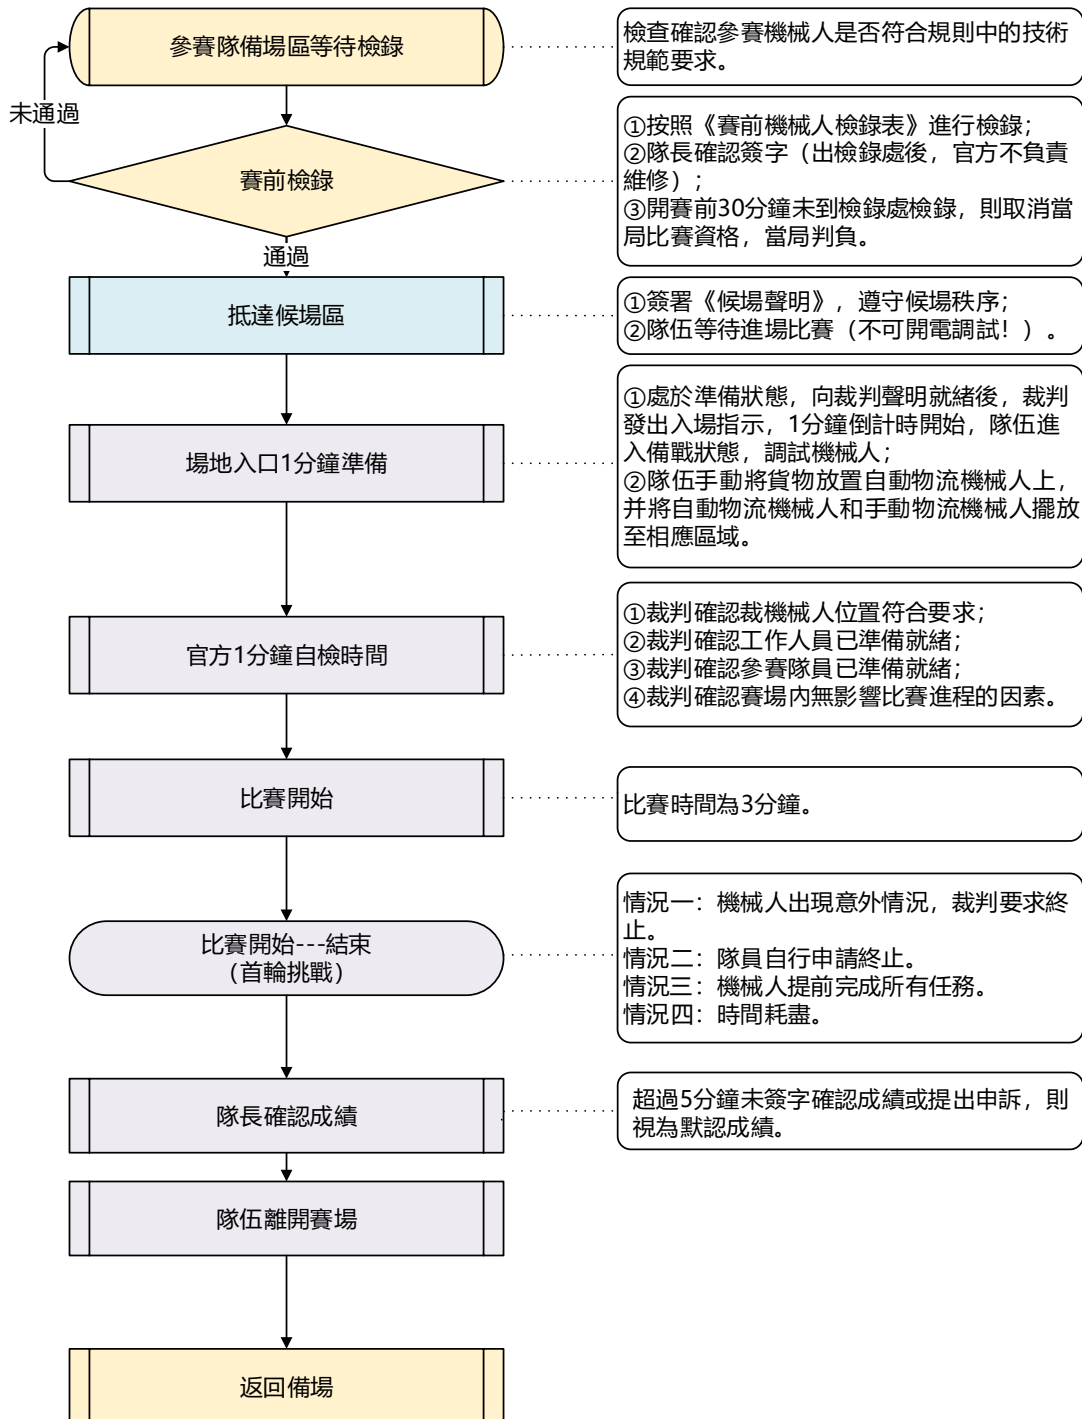 參賽隊備場區等待檢錄
檢查確認參賽機械人是否符合規則中的技術
規範要求。
未通過
賽前檢錄
①按照《賽前機械人檢錄表》進行檢錄；
②隊長確認簽字（出檢錄處後，官方不負責
維修）；
③開賽前30分鐘未到檢錄處檢錄，則取消當
局比賽資格，當局判負。
通過
抵達候場區
①簽署《候場聲明》，遵守候場秩序；
②隊伍等待進場比賽（不可開電調試！）。
場地入口1分鐘準備
①處於準備狀態，向裁判聲明就緒後，裁判
發出入場指示，1分鐘倒計時開始，隊伍進
入備戰狀態，調試機械人；
②隊伍手動將貨物放置自動物流機械人上，
并將自動物流機械人和手動物流機械人擺放
至相應區域。
官方1分鐘自檢時間
①裁判確認裁機械人位置符合要求；
②裁判確認工作人員已準備就緒；
③裁判確認參賽隊員已準備就緒；
④裁判確認賽場內無影響比賽進程的因素。
比賽開始
比賽時間為3分鐘。
比賽開始---結束
（首輪挑戰）
情況一：機械人出現意外情況，裁判要求終
止。
情況二：隊員自行申請終止。
情況三：機械人提前完成所有任務。
情況四：時間耗盡。
隊長確認成績
超過5分鐘未簽字確認成績或提出申訴，則
視為默認成績。
隊伍離開賽場
返回備場